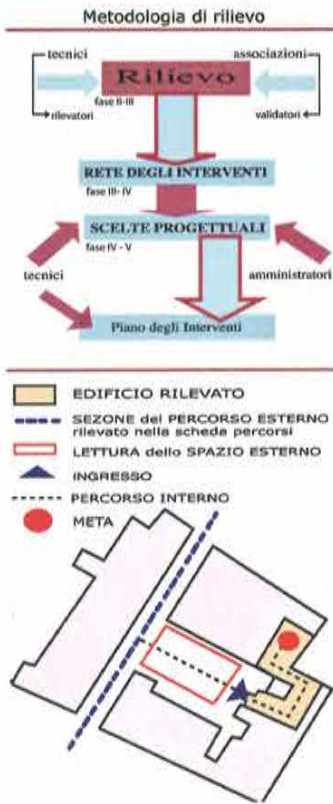 Metodologia di rilievo
tecnici
associazioni
Rilievo
fase II-III
rilevatori
validatori
RETE DEGLI INTERVENTI
fase III- IV
SCELTE PROGETTUALI
fase IV - V
tecnici
amministratori
Piano degli Interventi
EDIFICIO RILEVATO
SEZONE del PERCORSO ESTERNO
rilevato nella scheda percorsi
LETTURA dello SPAZIO ESTERNO
INGRESSO
PERCORSO INTERNO
META